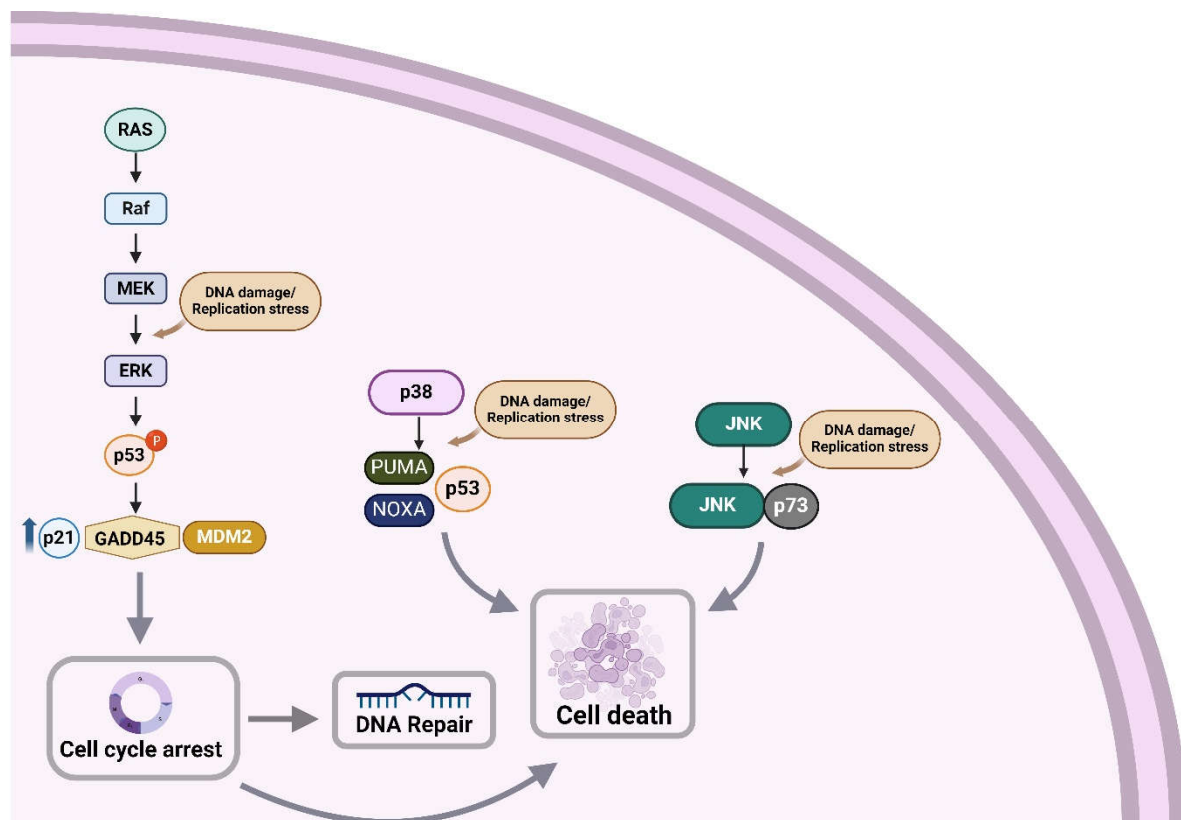 RAS
Raf
MEK
DNA damage/
Replication stress
ERK
P
p53
p21
GADD45
MDM2
p38
DNA damage/
Replication stress
PUMA
p53
NOXA
JNK
DNA damage/
Replication stress
JNK
p73
Cell cycle arrest
DNA Repair
Cell death